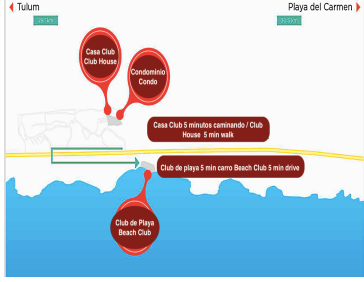 Tulum
Playa del Carmen
Casa Club
Club House
Condominio
Condo
Casa Club 5 minutos caminando / Club
House 5 min walk
Club de playa 5 min carro Beach Club 5 min drive
Club de Playa
Beach Club